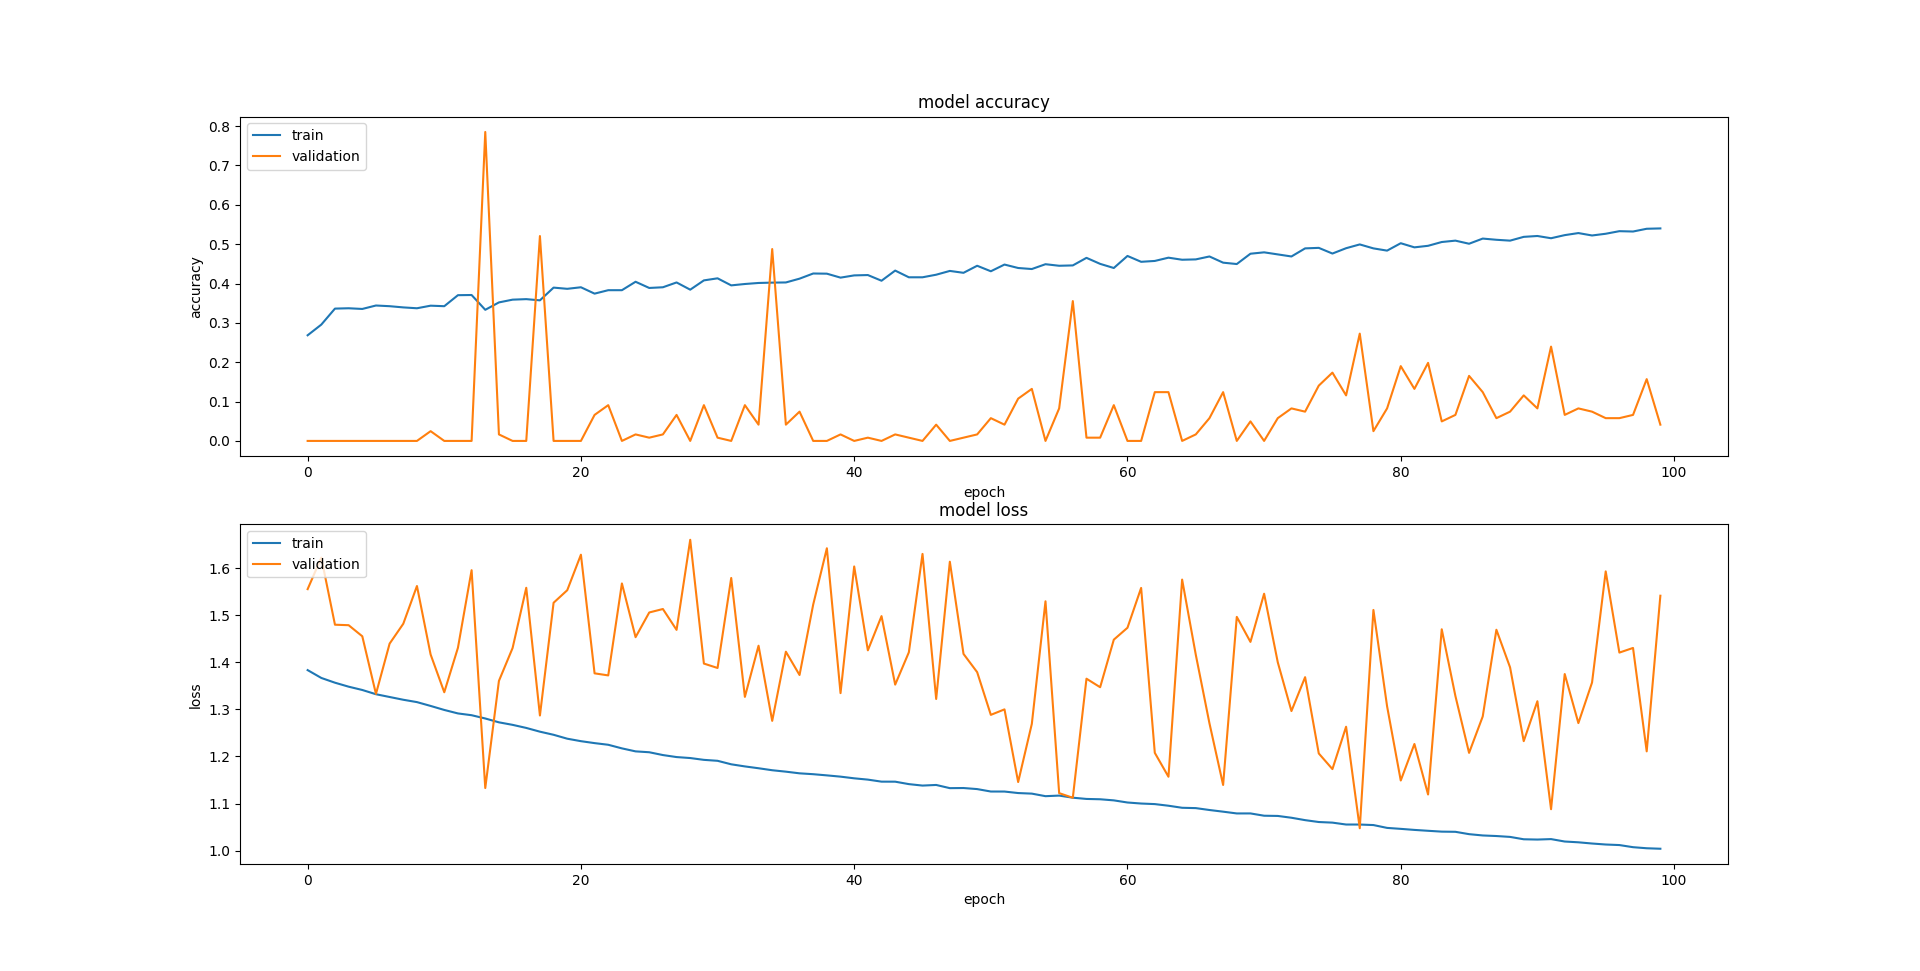 model accuracy
train
validation
0.8
0.7
0.6
0.5
0.4
0.3
0.2
0.1
0.0
accuracy
0 20 40 60 80 100
epoch
model loss
train
validation
1.6
1.5
1.4
1.3
1.2
1.1
1.0
loss
0 20 40 60 80 100
epoch